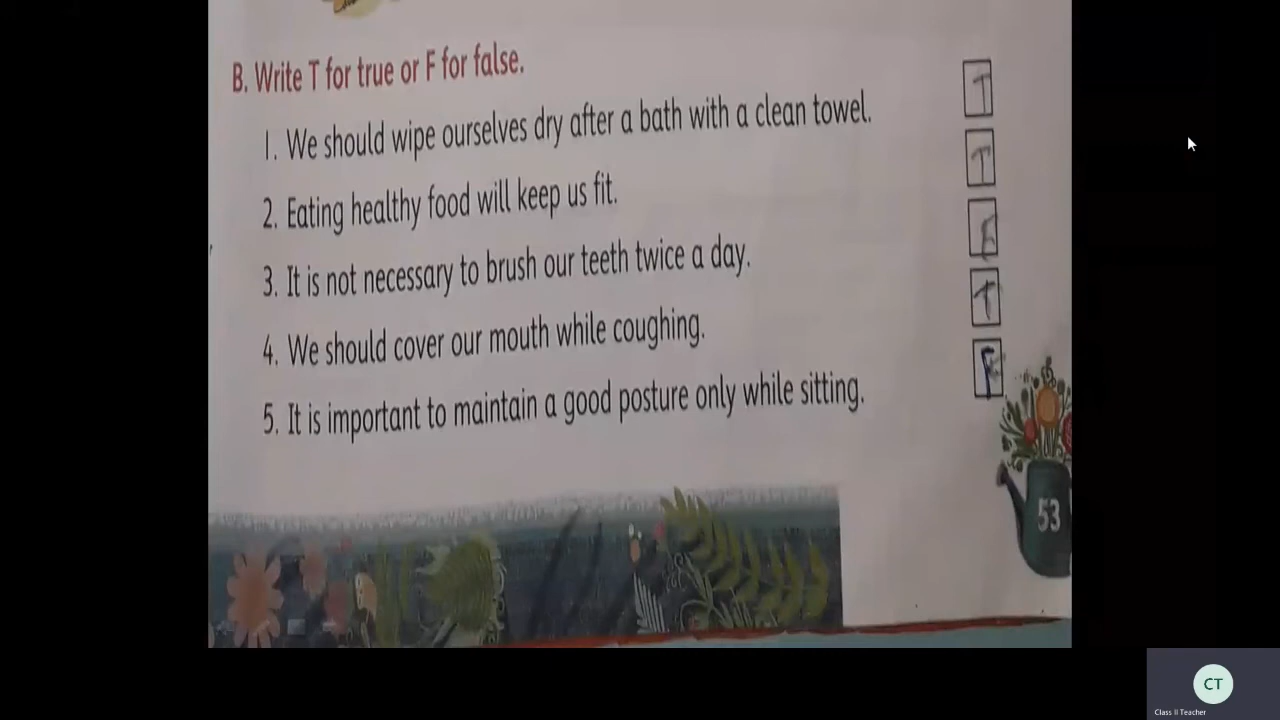 B. Write T for true or F for false.
1. We should wipe ourselves dry after a bath with a clean towel. T
2. Eating healthy food will keep us fit. T
3. It is not necessary to brush our teeth twice a day. F
4. We should cover our mouth while coughing. T
5. It is important to maintain a good posture only while sitting. F
53
CT
Class II Teacher